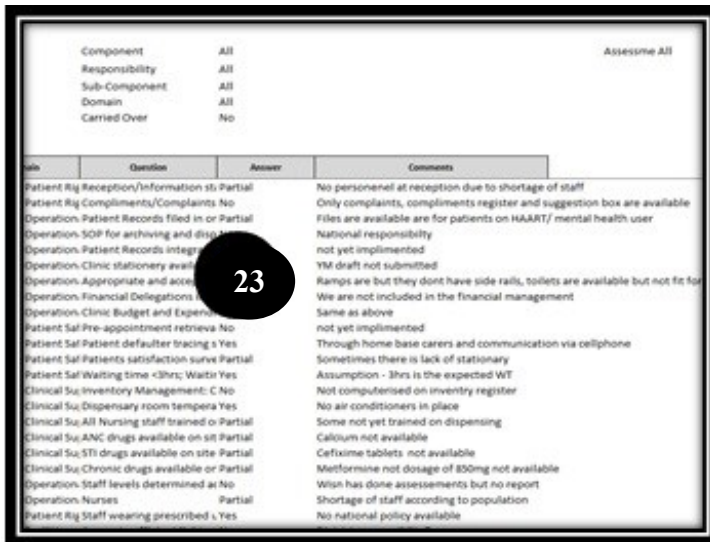 Component All Assessme All
Responsibility All
Sub-Component All
Domain All
Carried Over No
ain Question Answer Comments
Patient Rig Reception/Information sta Partial No personenel at reception due to shortage of staff
Patient Rig Compliments/Complaints No Only complaints, compliments register and suggestion box are available
Operation Patient Records filed in or Partial Files are available are for patients on HAART/ mental health user
Operation SOP for archiving and disp National responsibilty
Operation Patient Records integra not yet implimented
Operation Clinic stationery avail YM draft not submitted
Operation Appropriate and acce Ramps are but they dont have side rails, toilets are available but not fit for
Operation Financial Delegations We are not included in the financial management
Operation Clinic Budget and Expen Same as above
23
Patient Saf Pre-appointment retrieva No not yet implimented
Patient Saf Patient defaulter tracing s Yes Through home base carers and communication via cellphone
Patient Saf Patients satisfaction surve Partial Sometimes there is lack of stationary
Patient Saf Waiting time <3hrs; Waitin Yes Assumption - 3hrs is the expected WT
Clinical Su Inventory Management: C No Not computerised on inventry register
Clinical Su Dispensary room tempera Yes No air conditioners in place
Clinical Su All Nursing staff trained o Partial Some not yet trained on dispensing
Clinical Su ANC drugs available on sit Partial Calcium not available
Clinical Su STI drugs available on site Partial Cefixime tablets not available
Clinical Su Chronic drugs available or Partial Metformine not dosage of 850mg not available
Operation Staff levels determined a No Wisn has done assessements but no report
Operation Nurses Partial Shortage of staff according to population
Patient Rig Staff wearing prescribed u Yes No national policy available